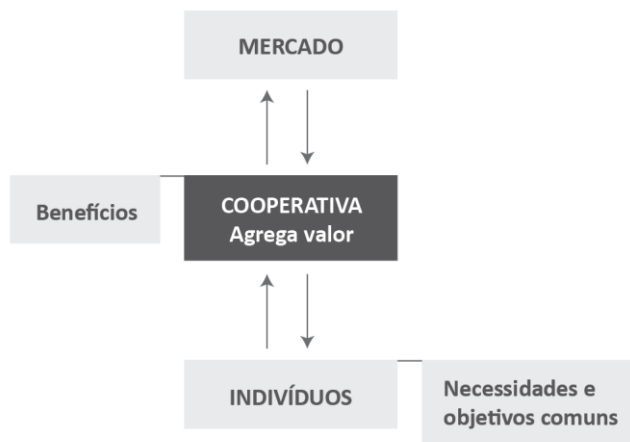 MERCADO
Benefícios
COOPERATIVA
Agrega valor
INDIVÍDUOS
Necessidades e
objetivos comuns